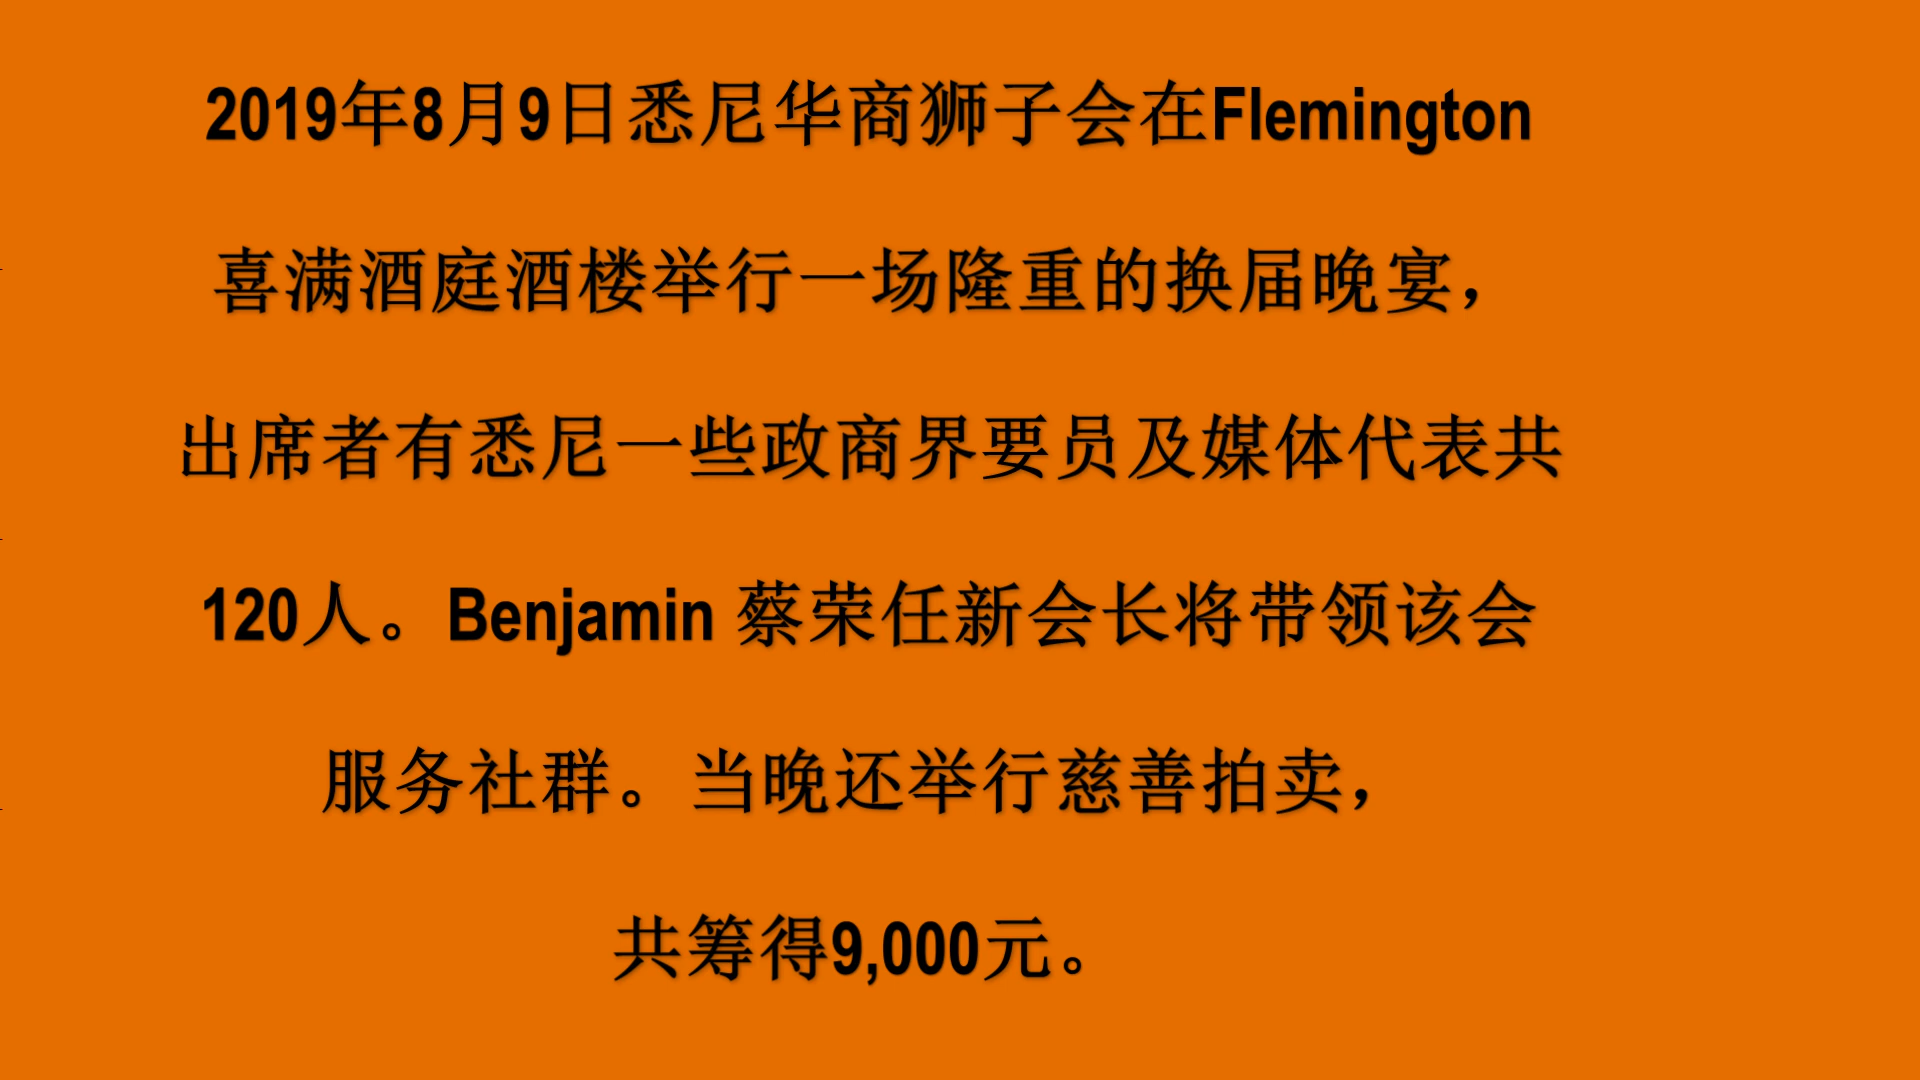 2019年8月9日悉尼华商狮子会在Flemington
喜满酒庭酒楼举行一场隆重的换届晚宴，
出席者有悉尼一些政商界要员及媒体代表共
120人。Benjamin 蔡荣任新会长将带领该会
服务社群。当晚还举行慈善拍卖，
共筹得9,000元。